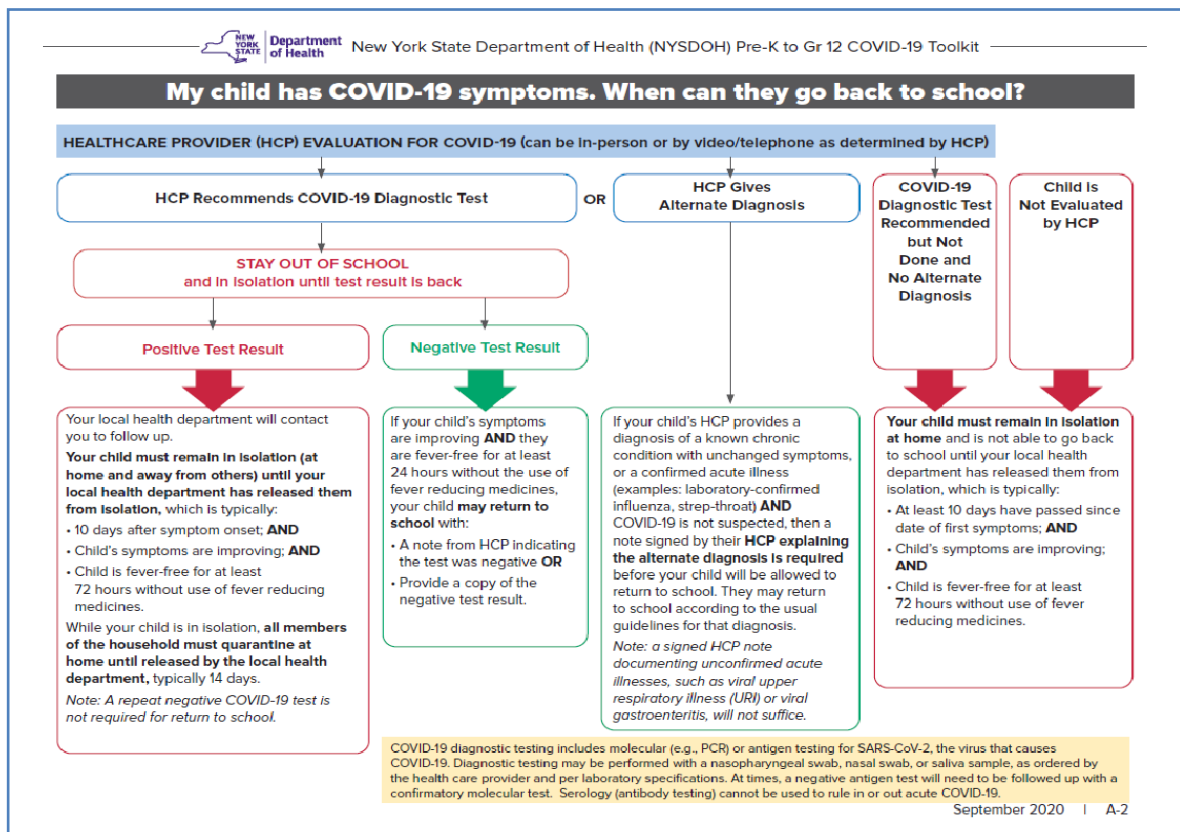 NEW
YORK
STATE
Department
of Health
New York State Department of Health (NYSDOH) Pre-K to Gr 12 COVID-19 Toolkit
My child has COVID-19 symptoms. When can they go back to school?
HEALTHCARE PROVIDER (HCP) EVALUATION FOR COVID-19 (can be in-person or by video/telephone as determined by HCP)
HCP Recommends COVID-19 Diagnostic Test
OR
HCP Gives
Alternate Diagnosis
COVID-19
Diagnostic Test
Recommended
but Not
Done and
No Alternate
Diagnosis
Child is
Not Evaluated
by HCP
STAY OUT OF SCHOOL
and in isolation until test result is back
Positive Test Result
Negative Test Result
Your local health department will contact
you to follow up.
Your child must remain in isolation (at
home and away from others) until your
local health department has released them
from isolation, which is typically:
• 10 days after symptom onset; AND
• Child's symptoms are improving; AND
• Child is fever-free for at least
72 hours without use of fever reducing
medicines.
While your child is in isolation, all members
of the household must quarantine at
home until released by the local health
department, typically 14 days.
Note: A repeat negative COVID-19 test is
not required for return to school.
If your child's symptoms
are improving AND they
are fever-free for at least
24 hours without the use of
fever reducing medicines,
your child may return to
school with:
• A note from HCP indicating
the test was negative OR
• Provide a copy of the
negative test result.
If your child's HCP provides a
diagnosis of a known chronic
condition with unchanged symptoms,
or a confirmed acute illness
(examples: laboratory-confirmed
influenza, strep-throat) AND
COVID-19 is not suspected, then a
note signed by their HCP explaining
the alternate diagnosis is required
before your child will be allowed to
return to school. They may return
to school according to the usual
guidelines for that diagnosis.
Note: a signed HCP note
documenting unconfirmed acute
illnesses, such as viral upper
respiratory illness (URI) or viral
gastroenteritis, will not suffice.
Your child must remain in isolation
at home and is not able to go back
to school until your local health
department has released them from
isolation, which is typically:
• At least 10 days have passed since
date of first symptoms; AND
• Child's symptoms are improving;
AND
• Child is fever-free for at least
72 hours without use of fever
reducing medicines.
COVID-19 diagnostic testing includes molecular (e.g., PCR) or antigen testing for SARS-CoV-2, the virus that causes
COVID-19. Diagnostic testing may be performed with a nasopharyngeal swab, nasal swab, or saliva sample, as ordered by
the health care provider and per laboratory specifications. At times, a negative antigen test will need to be followed up with a
confirmatory molecular test. Serology (antibody testing) cannot be used to rule in or out acute COVID-19.
September 2020 | A-2